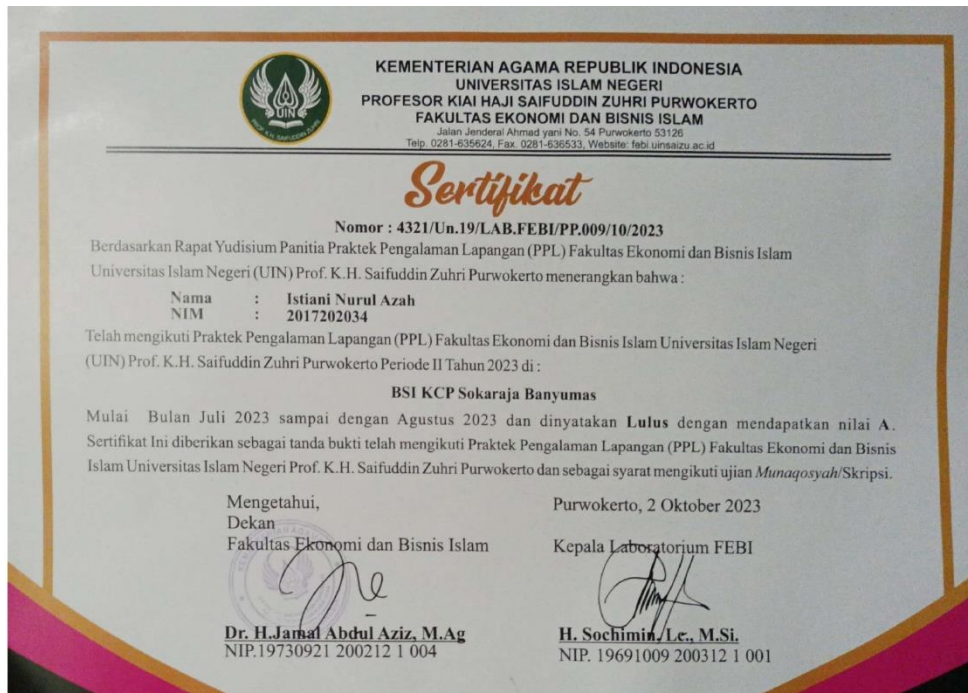 KEMENTERIAN AGAMA REPUBLIK INDONESIA
UNIVERSITAS ISLAM NEGERI
PROFESOR KIAI HAJI SAIFUDDIN ZUHRI PURWOKERTO
FAKULTAS EKONOMI DAN BISNIS ISLAM
Jalan Jenderal Ahmad yani No. 54 Purwokerto 53126
Telp. 0281-635624, Fax. 0281-636533, Website: febi.uinsaizu.ac.id
UIN
PROF. K.H. SAIFUDDIN ZUHRI
Sertifikat
Nomor : 4321/Un.19/LAB.FEBI/PP.009/10/2023
Berdasarkan Rapat Yudisium Panitia Praktek Pengalaman Lapangan (PPL) Fakultas Ekonomi dan Bisnis Islam
Universitas Islam Negeri (UIN) Prof. K.H. Saifuddin Zuhri Purwokerto menerangkan bahwa :
Nama : Istiani Nurul Azah
NIM : 2017202034
Telah mengikuti Praktek Pengalaman Lapangan (PPL) Fakultas Ekonomi dan Bisnis Islam Universitas Islam Negeri
(UIN) Prof. K.H. Saifuddin Zuhri Purwokerto Periode II Tahun 2023 di :
BSI KCP Sokaraja Banyumas
Mulai Bulan Juli 2023 sampai dengan Agustus 2023 dan dinyatakan Lulus dengan mendapatkan nilai A.
Sertifikat Ini diberikan sebagai tanda bukti telah mengikuti Praktek Pengalaman Lapangan (PPL) Fakultas Ekonomi dan Bisnis
Islam Universitas Islam Negeri Prof. K.H. Saifuddin Zuhri Purwokerto dan sebagai syarat mengikuti ujian Munaqosyah/Skripsi.
Mengetahui,
Dekan
Fakultas Ekonomi dan Bisnis Islam
Dr. H.Jamal Abdul Aziz, M.Ag
NIP.19730921 200212 1 004
Purwokerto, 2 Oktober 2023
Kepala Laboratorium FEBI
H. Sochimin, Lc., M.Si.
NIP. 19691009 200312 1 001